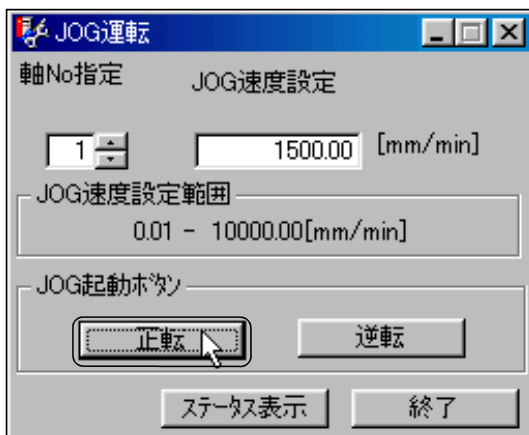 JOG運転
軸No指定 JOG速度設定
1 1500.00 [mm/min]
JOG速度設定範囲
0.01 - 10000.00[mm/min]
JOG起動ﾎﾞﾀﾝ
正転 逆転
ｽﾃｰﾀｽ表示 終了